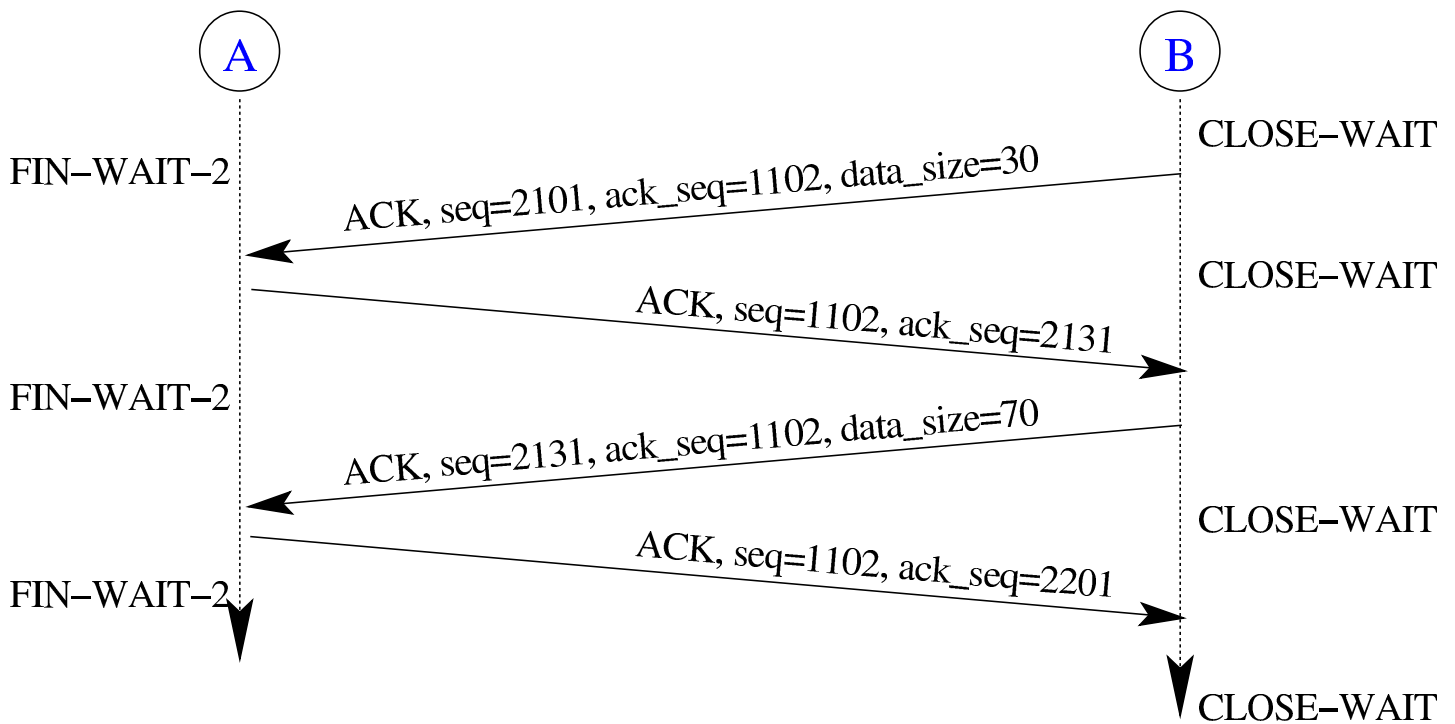 A
B
CLOSE–WAIT
FIN–WAIT–2
ACK, seq=2101, ack_seq=1102, data_size=30
CLOSE–WAIT
ACK, seq=1102, ack_seq=2131
FIN–WAIT–2
ACK, seq=2131, ack_seq=1102, data_size=70
CLOSE–WAIT
ACK, seq=1102, ack_seq=2201
FIN–WAIT–2
CLOSE–WAIT